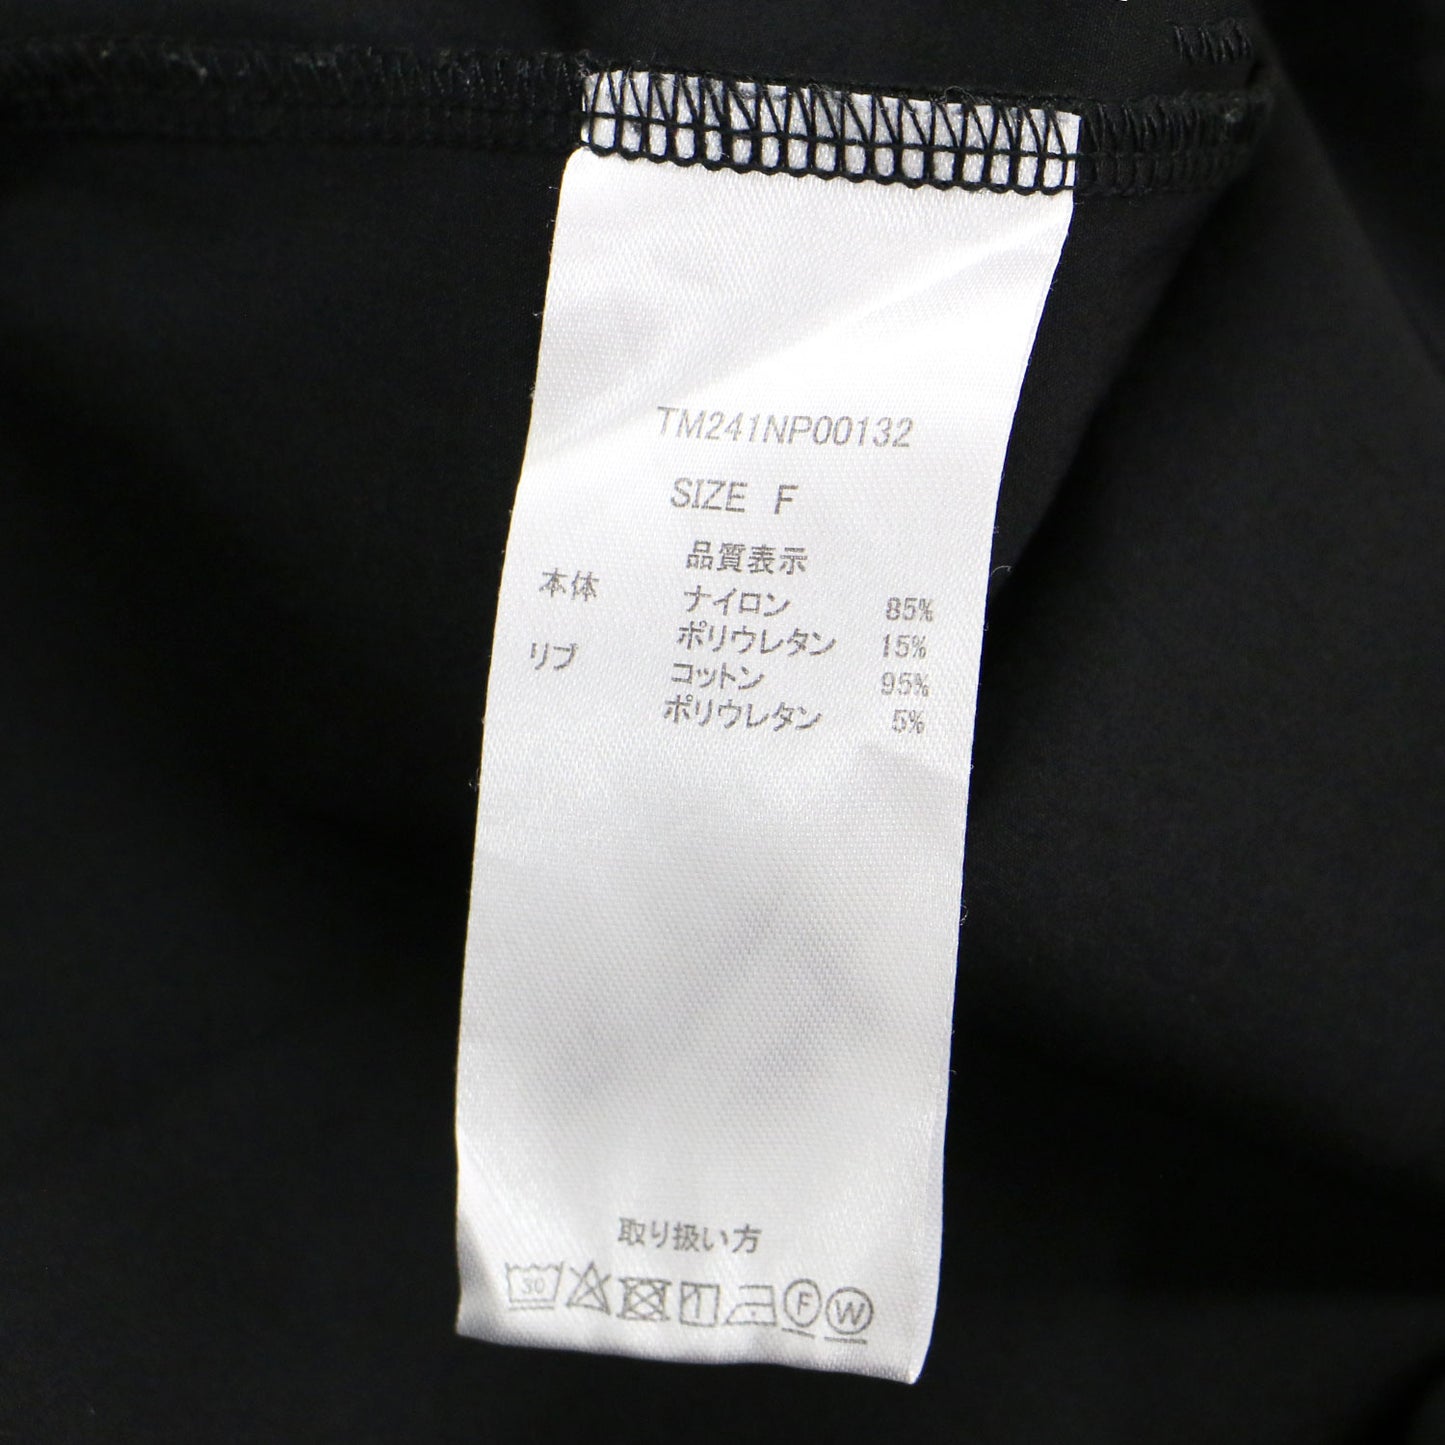 TM241NP00132
SIZE F
品質表示
本体 ナイロン 85%
ポリウレタン 15%
リブ コットン 95%
ポリウレタン 5%
取り扱い方
30 F W